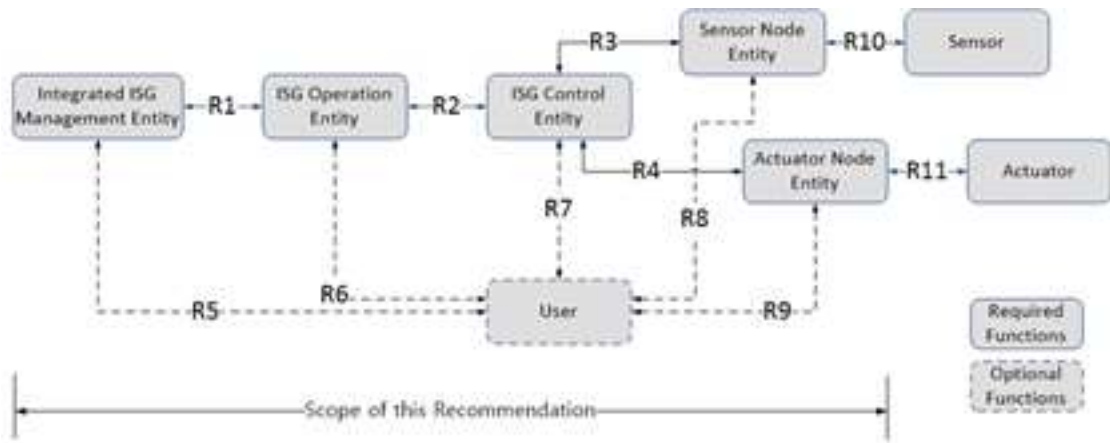 R3
Sensor Node
Entity
R10
Sensor
Integrated ISG
Management Entity
R1
ISG Operation
Entity
R2
ISG Control
Entity
R4
Actuator Node
Entity
R11
Actuator
R7
R8
R6
R5
User
R9
Required
Functions
Optional
Functions
Scope of this Recommendation